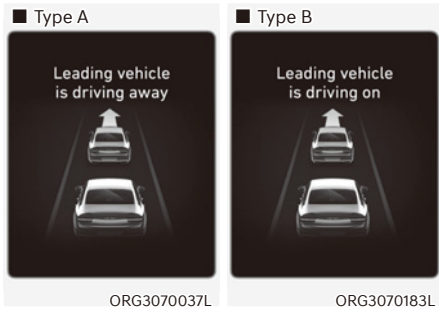 ■ Type A
Leading vehicle
is driving away
ORG3070037L
■ Type B
Leading vehicle
is driving on
ORG3070183L